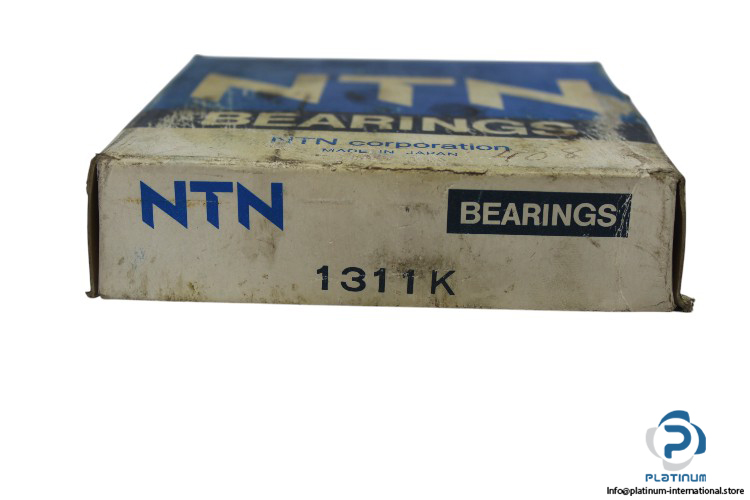 NTN
BEARINGS
NTN corporation
MADE IN JAPAN
NTN
BEARINGS
1311K
PLATINUM
Info@platinum-international.store